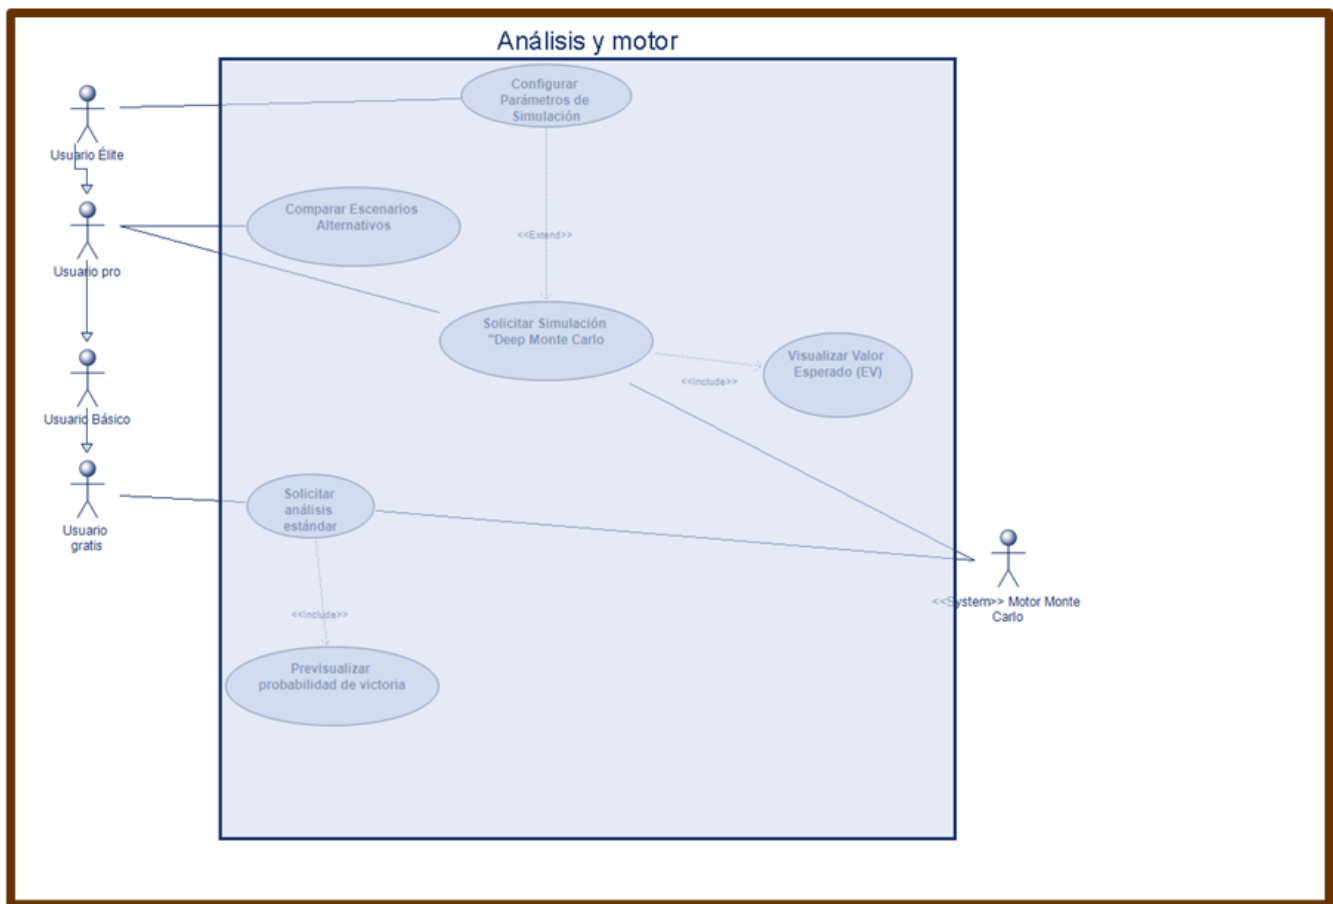 Análisis y motor
Configurar
Parámetros de
Simulación
Usuario Élite
Comparar Escenarios
Alternativos
<<Extend>>
Usuario pro
Solicitar Simulación
"Deep Monte Carlo
Visualizar Valor
Esperado (EV)
<<Include>>
Usuario Básico
Solicitar
análisis
estándar
Usuario
gratis
<<System>> Motor Monte
Carlo
<<Include>>
Previsualizar
probabilidad de victoria